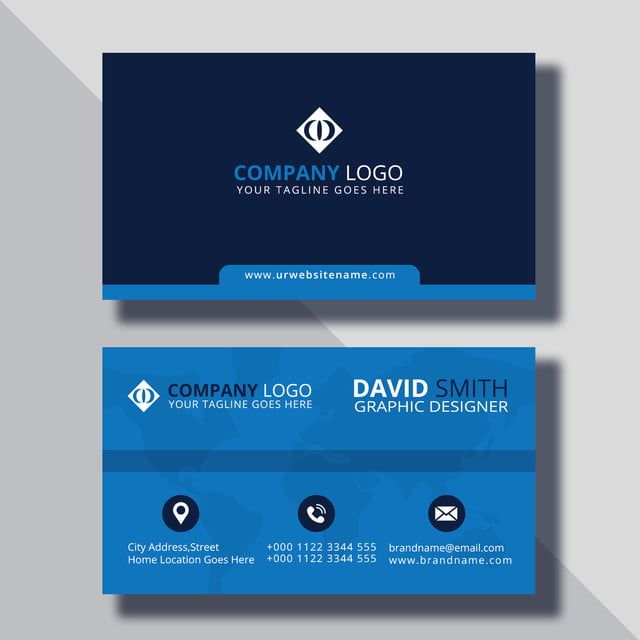 COMPANY LOGO
YOUR TAGLINE GOES HERE
www.urwebsitename.com
COMPANY LOGO
YOUR TAGLINE GOES HERE
DAVID SMITH
GRAPHIC DESIGNER
City Address,Street
Home Location Goes Here
+000 1122 3344 555
+000 1122 3344 555
brandname@email.com
www.brandname.com